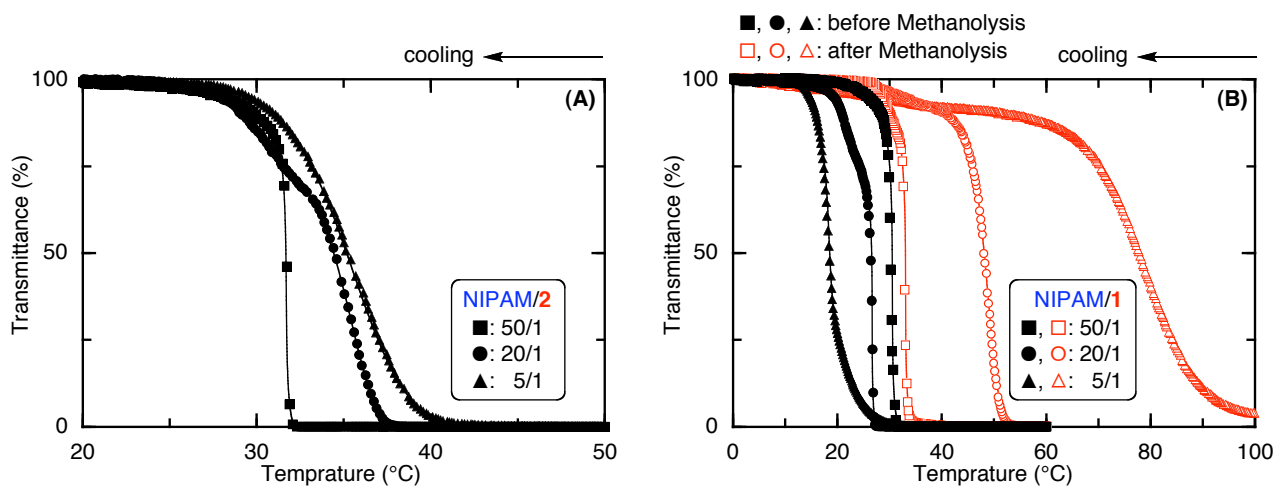 cooling
(A)
Transmittance (%)
100
50
0
NIPAM/2
■: 50/1
●: 20/1
▲: 5/1
20 30 40 50
Temprature (°C)
■, ●, ▲: before Methanolysis
□, ○, △: after Methanolysis
cooling
(B)
Transmittance (%)
100
50
0
NIPAM/1
■, □: 50/1
●, ○: 20/1
▲, △: 5/1
0 20 40 60 80 100
Temprature (°C)